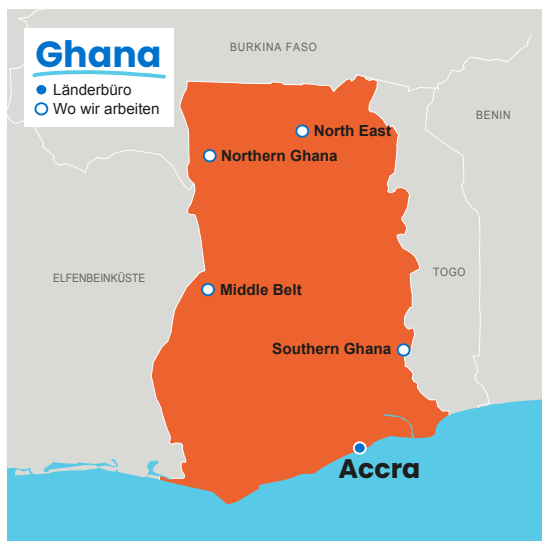 Ghana
Länderbüro
Wo wir arbeiten
BURKINA FASO
BENIN
North East
Northern Ghana
ELFENBEINKÜSTE
TOGO
Middle Belt
Southern Ghana
Accra